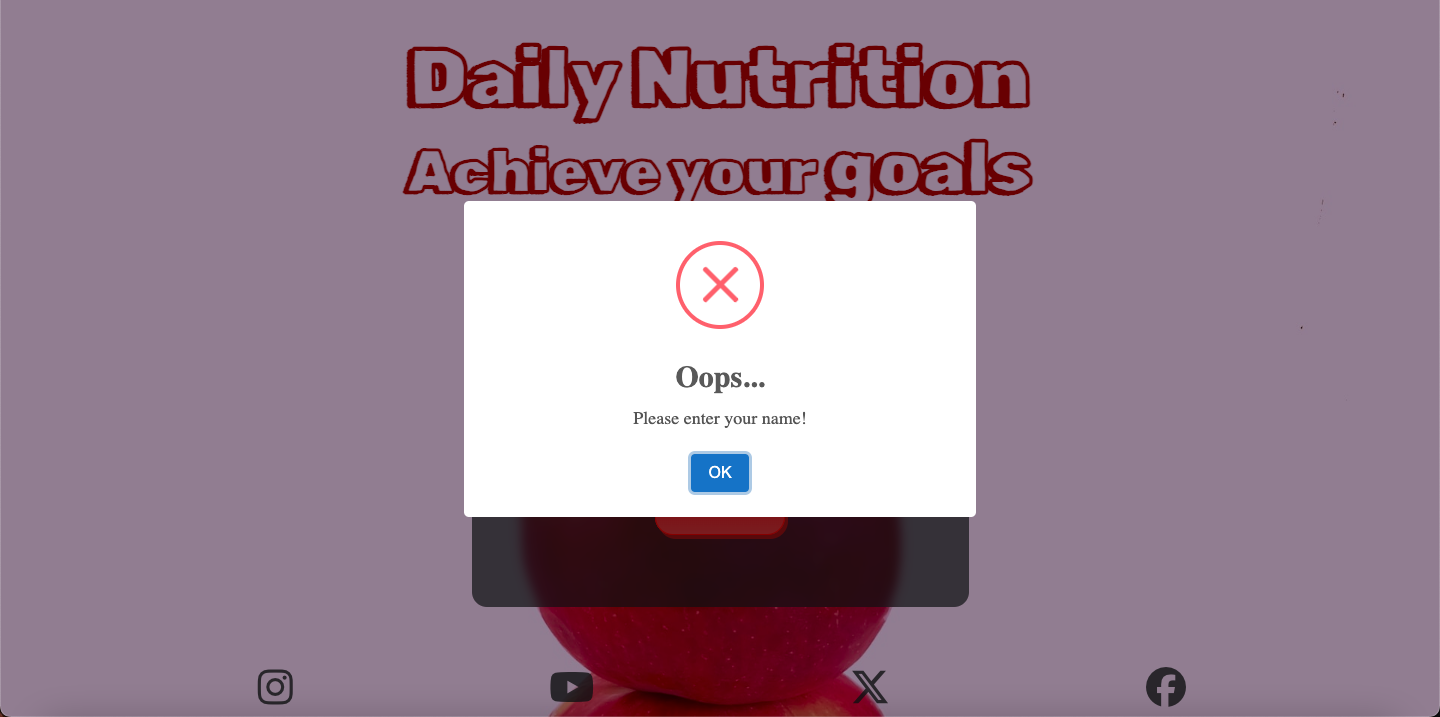 Daily Nutrition
Achieve your goals
Oops...
Please enter your name!
OK